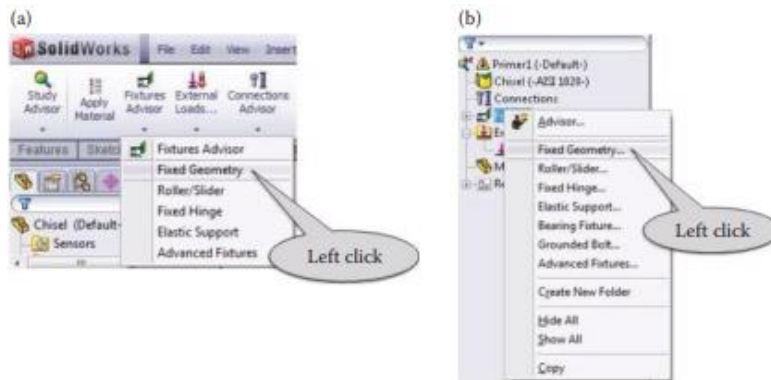 (a)
SolidWorks File Edit View Insert
Study Advisor
Apply Material
Fixtures Advisor
External Loads...
Connections Advisor
Features
Fixtures Advisor
Fixed Geometry
Roller/Slider
Fixed Hinge
Elastic Support
Advanced Fixtures
Chisel (Default-
Sensors
Left click
(b)
Primer1 (-Default-)
Chisel (-AISI 1020-)
Connections
Advisor...
Fixed Geometry...
Roller/Slider...
Fixed Hinge...
Elastic Support...
Bearing Fixture...
Grounded Bolt...
Advanced Fixtures...
Create New Folder
Hide All
Show All
Copy
Left click